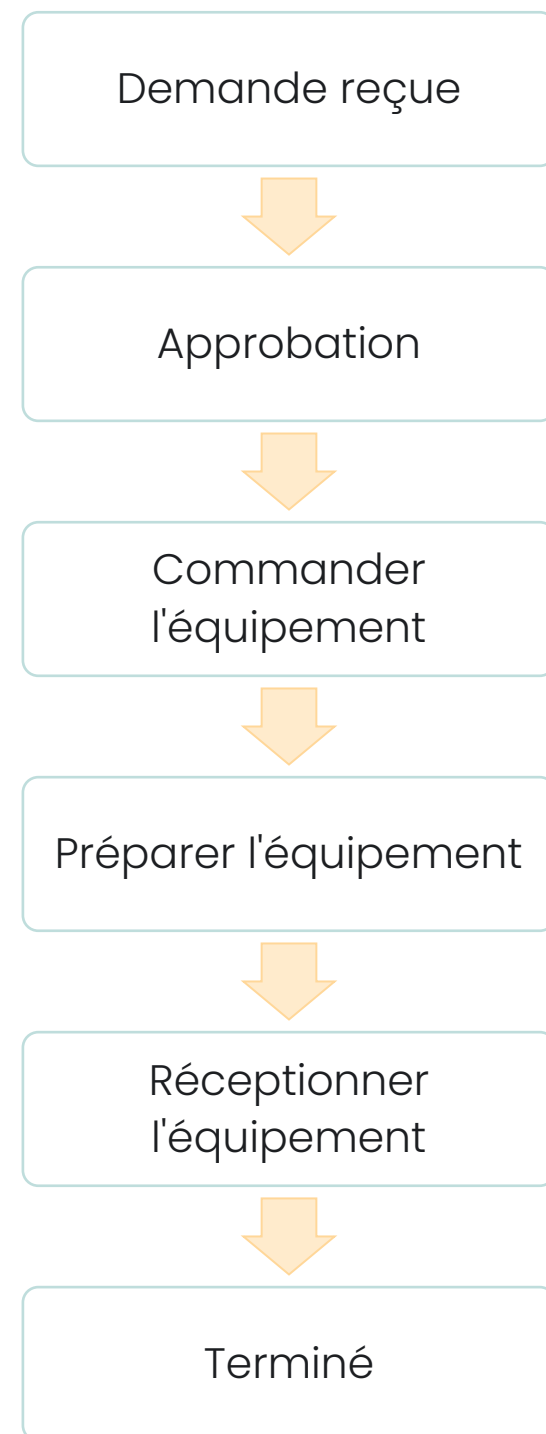 Demande reçue
Approbation
Commander
l'équipement
Préparer l'équipement
Réceptionner
l'équipement
Terminé